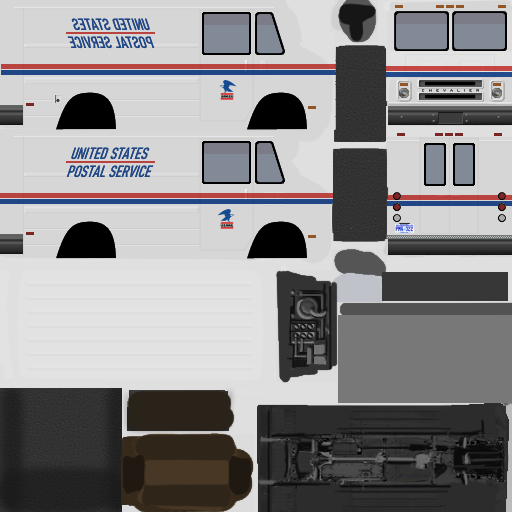 UNITED STATES
POSTAL SERVICE
CHEVALIER
UNITED STATES
POSTAL SERVICE